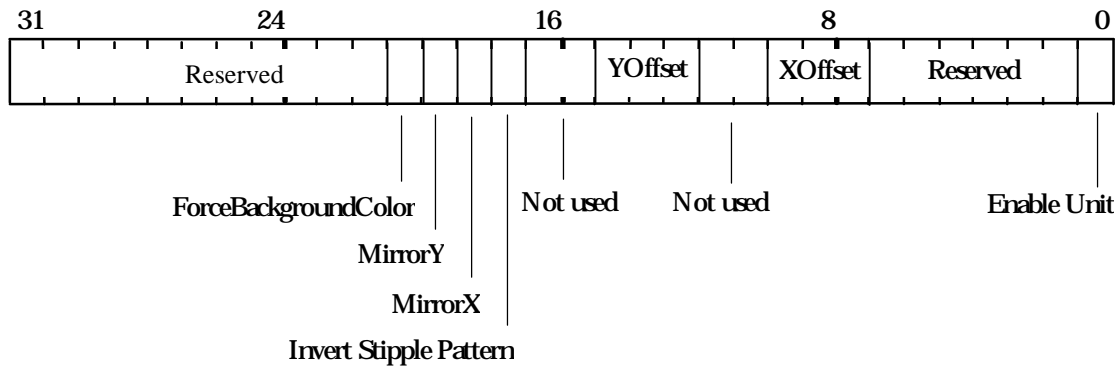 31 24 16 8 0
Reserved YOffset XOffset Reserved
ForceBackgroundColor Not used Not used Enable Unit
MirrorY
MirrorX
Invert Stipple Pattern